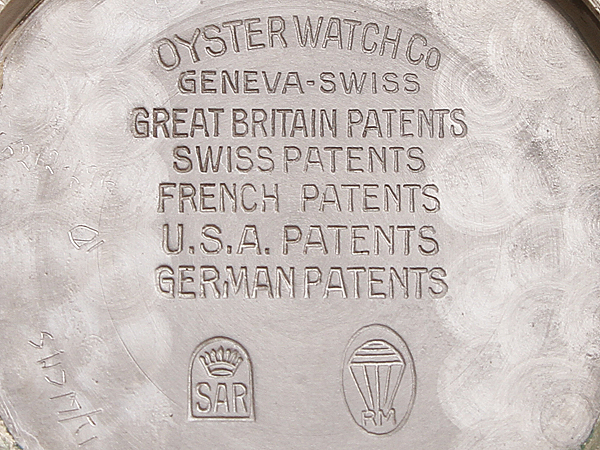 OYSTER WATCH Co
GENEVA-SWISS
GREAT BRITAIN PATENTS
SWISS PATENTS
FRENCH PATENTS
U.S.A. PATENTS
GERMAN PATENTS
SAR
RM